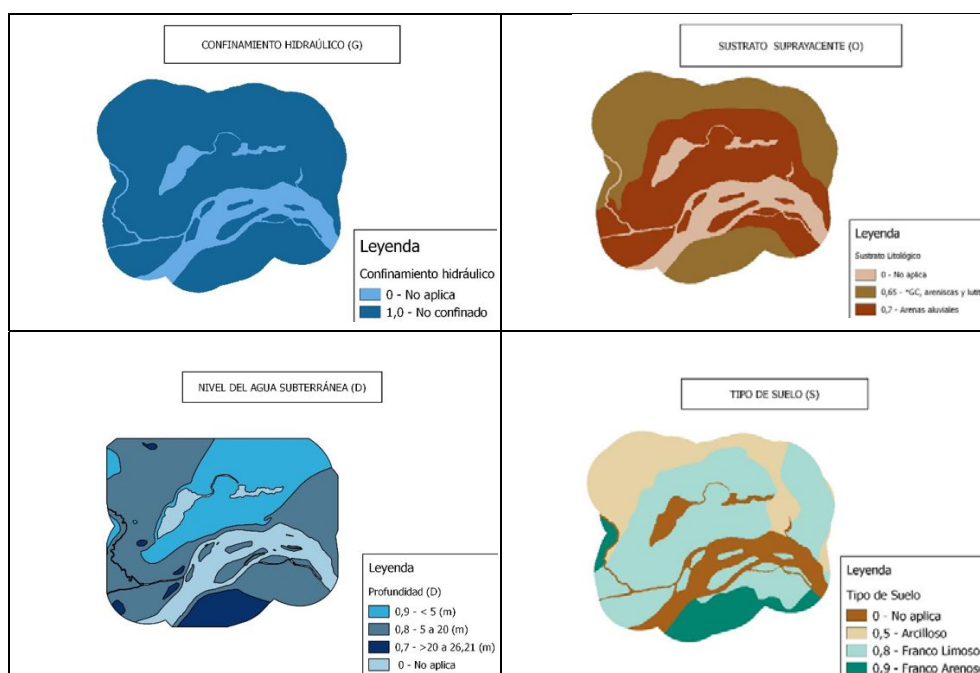 CONFINAMIENTO HIDRAÚLICO (G)
Leyenda
Confinamiento hidráulico
0 - No aplica
1,0 - No confinado
SUSTRATO SUPRAYACENTE (O)
Leyenda
Sustrato Litológico
0 - No aplica
0,65 - *GC, areniscas y lutit
0,7 - Arenas aluviales
NIVEL DEL AGUA SUBTERRÁNEA (D)
Leyenda
Profundidad (D)
0,9 - < 5 (m)
0,8 - 5 a 20 (m)
0,7 - >20 a 26,21 (m)
0 - No aplica
TIPO DE SUELO (S)
Leyenda
Tipo de Suelo
0 - No aplica
0,5 - Arcilloso
0,8 - Franco Limoso
0,9 - Franco Arenoso